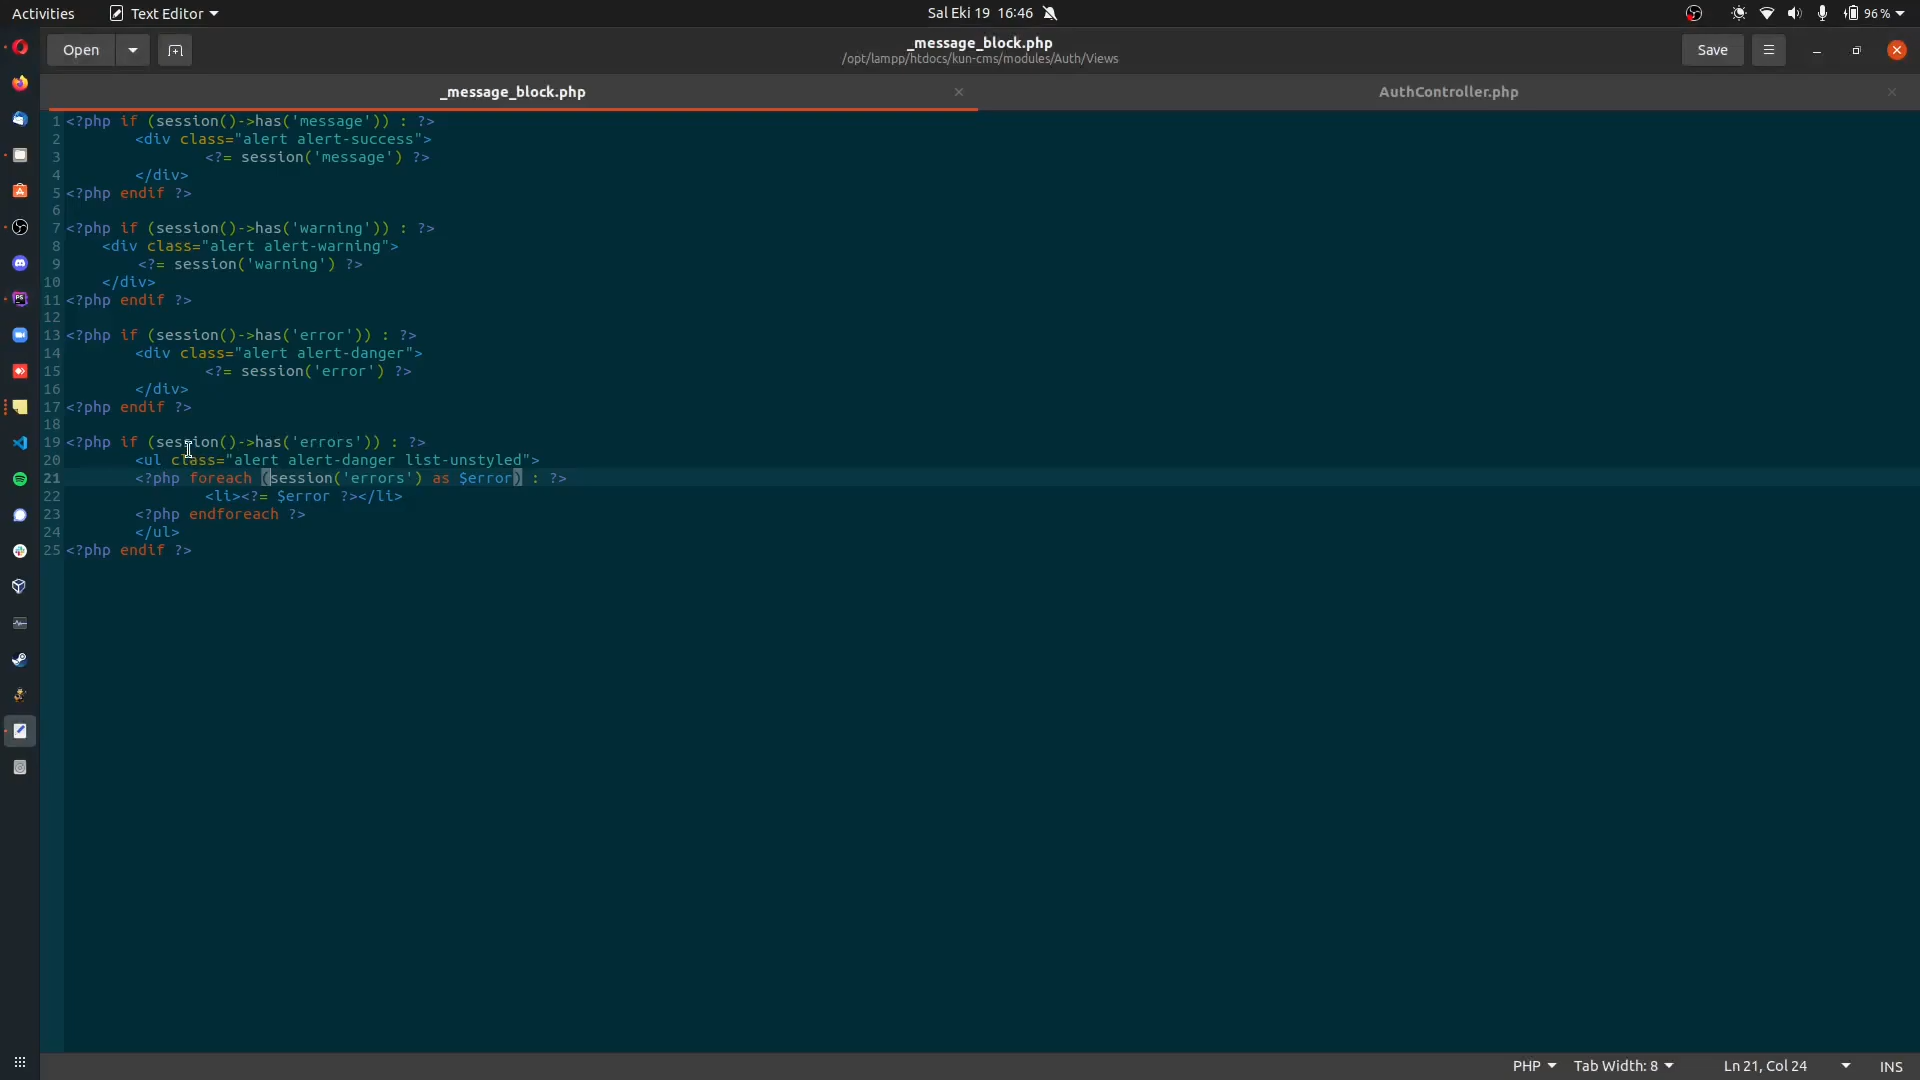 Activities
Text Editor
Sal Eki 19 16:46
96 %
Open
_message_block.php
/opt/lampp/htdocs/kun-cms/modules/Auth/Views
Save
_message_block.php
AuthController.php
1 <?php if (session()->has('message')) : ?>
2 <div class="alert alert-success">
3 <?= session('message') ?>
4 </div>
5 <?php endif ?>
6
7 <?php if (session()->has('warning')) : ?>
8 <div class="alert alert-warning">
9 <?= session('warning') ?>
10 </div>
11 <?php endif ?>
12
13 <?php if (session()->has('error')) : ?>
14 <div class="alert alert-danger">
15 <?= session('error') ?>
16 </div>
17 <?php endif ?>
18
19 <?php if (session()->has('errors')) : ?>
20 <ul class="alert alert-danger list-unstyled">
21 <?php foreach (session('errors') as $error) : ?>
22 <li><?= $error ?></li>
23 <?php endforeach ?>
24 </ul>
25 <?php endif ?>
PHP
Tab Width: 8
Ln 21, Col 24
INS